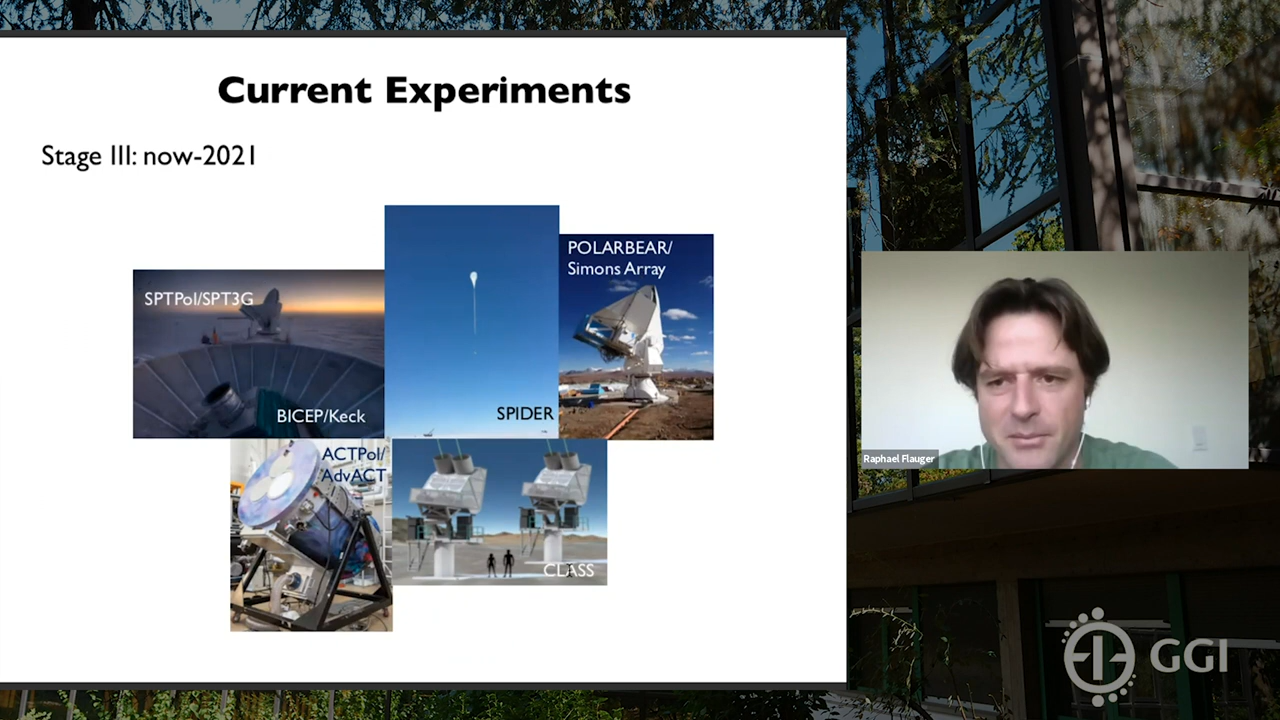 Current Experiments
Stage III: now-2021
POLARBEAR/
Simons Array
SPTPol/SPT3G
BICEP/Keck
SPIDER
ACTPol/
AdvACT
CLASS
Raphael Flauger
GGI